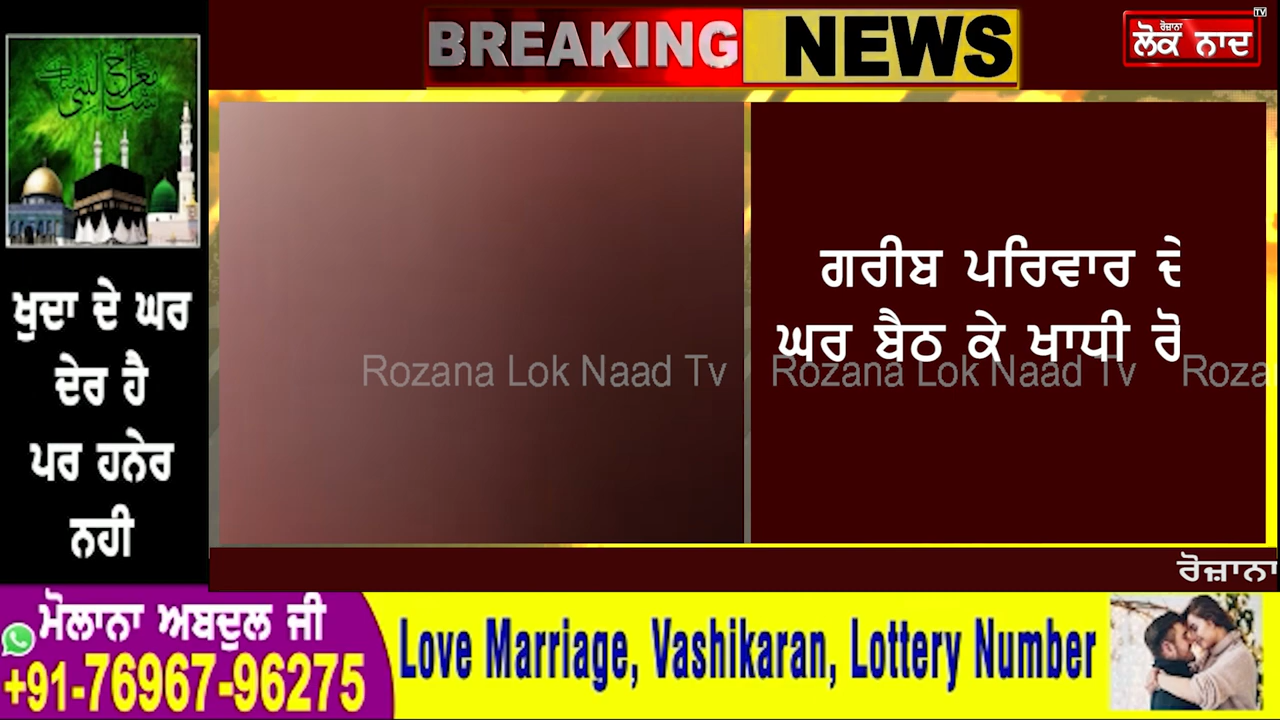 BREAKING NEWS
TV
ਰੋਜ਼ਾਨਾ
ਲੋਕ ਨਾਦ
ਗਰੀਬ ਪਰਿਵਾਰ ਦੇ
ਘਰ ਬੈਠ ਕੇ ਖਾਧੀ ਰੋ
Rozana Lok Naad Tv Rozana Lok Naad Tv Roza
ਖੁਦਾ ਦੇ ਘਰ
ਦੇਰ ਹੈ
ਪਰ ਹਨੇਰ
ਨਹੀ
ਰੋਜ਼ਾਨਾ
ਮੋਲਾਨਾ ਅਬਦੁਲ ਜੀ
+91-76967-96275
Love Marriage, Vashikaran, Lottery Number